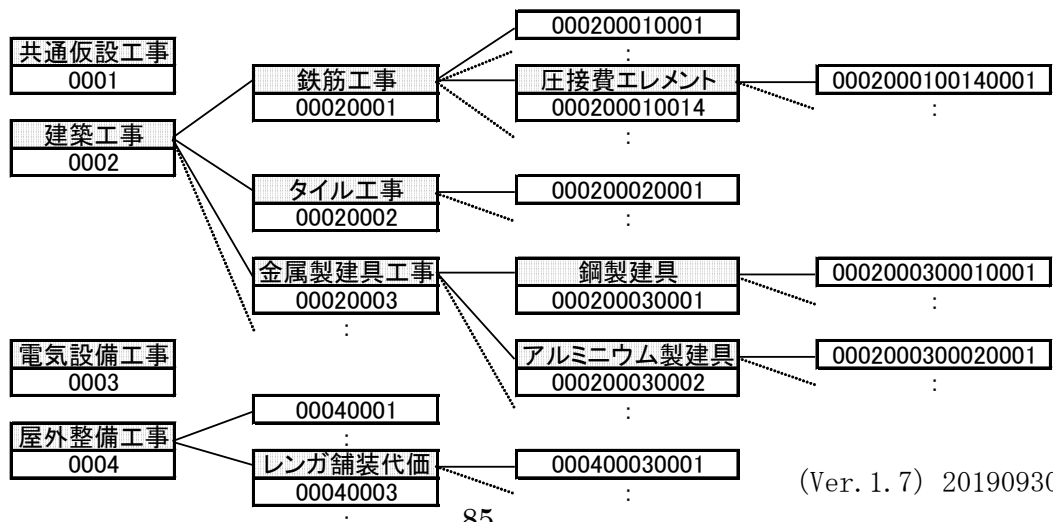 000200010001
:
共通仮設工事
0001
鉄筋工事
00020001
圧接費エレメント
000200010014
:
0002000100140001
:
建築工事
0002
タイル工事
00020002
000200020001
:
金属製建具工事
00020003
:
鋼製建具
000200030001
0002000300010001
:
電気設備工事
0003
アルミニウム製建具
000200030002
:
0002000300020001
:
屋外整備工事
0004
00040001
:
レンガ舗装代価
00040003
:
000400030001
:
(Ver.1.7) 20190930
85